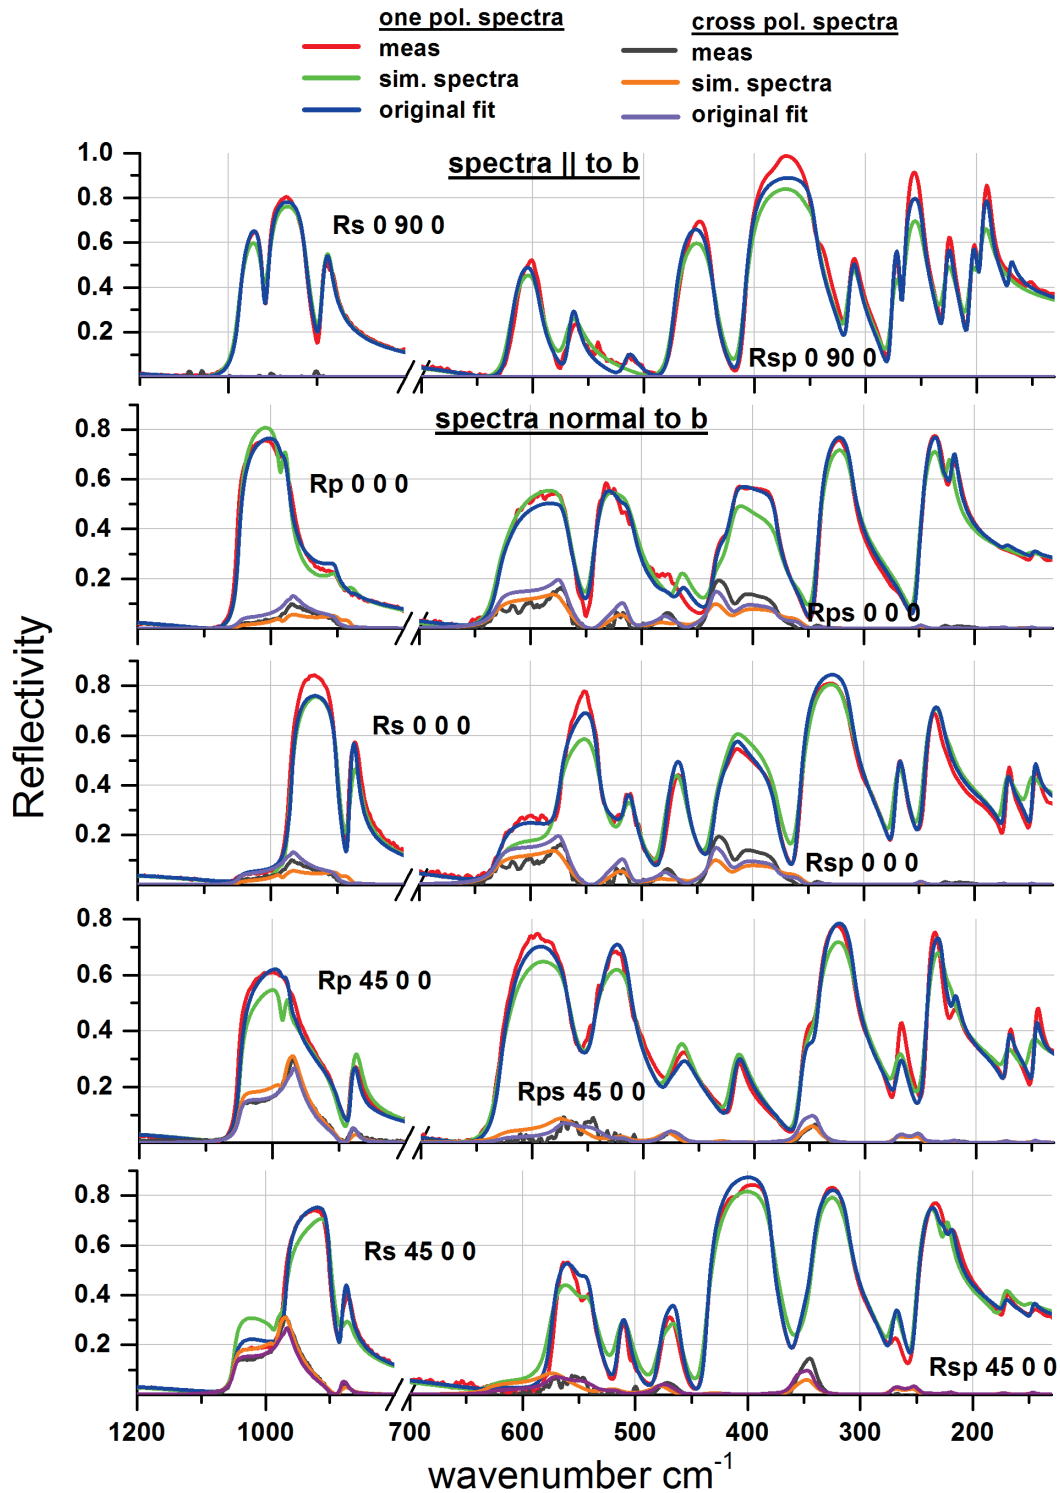 one pol. spectra
meas
sim. spectra
original fit
cross pol. spectra
meas
sim. spectra
original fit
spectra || to b
1.0
0.8
0.6
0.4
0.2
Rs 0 90 0
Rsp 0 90 0
spectra normal to b
0.8
0.6
0.4
0.2
Rp 0 0 0
Rps 0 0 0
0.8
0.6
0.4
0.2
Rs 0 0 0
Rsp 0 0 0
0.8
0.6
0.4
0.2
Rp 45 0 0
Rps 45 0 0
0.8
0.6
0.4
0.2
Rs 45 0 0
Rsp 45 0 0
Reflectivity
1200 1000 700 600 500 400 300 200
wavenumber cm-1